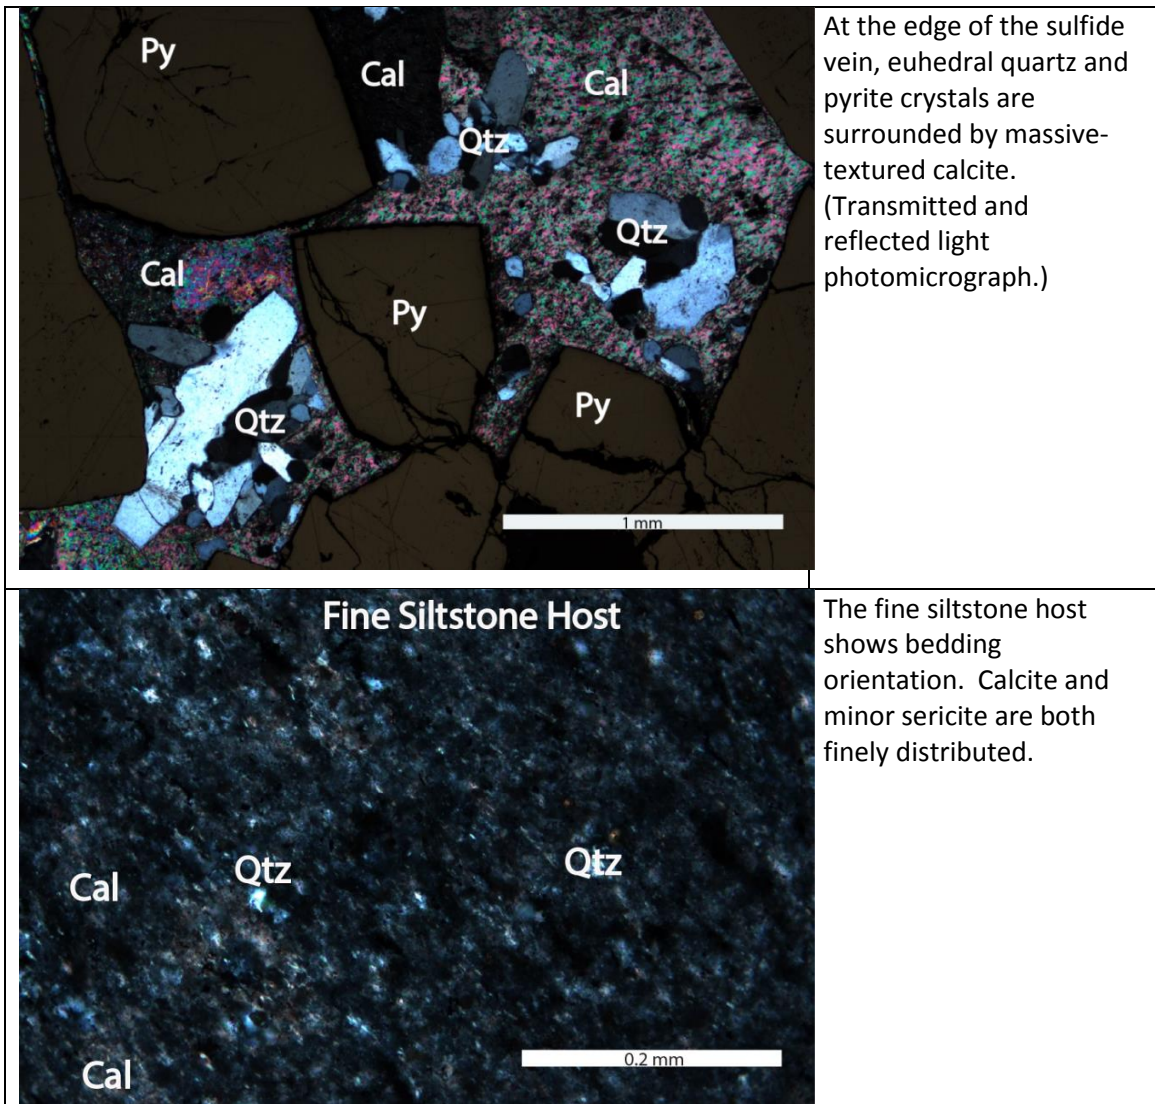 Py
Cal
Cal
Qtz
Qtz
Cal
Py
Py
Qtz
1 mm
At the edge of the sulfide
vein, euhedral quartz and
pyrite crystals are
surrounded by massive-
textured calcite.
(Transmitted and
reflected light
photomicrograph.)
Fine Siltstone Host
Qtz
Qtz
Cal
Cal
0.2 mm
The fine siltstone host
shows bedding
orientation.  Calcite and
minor sericite are both
finely distributed.